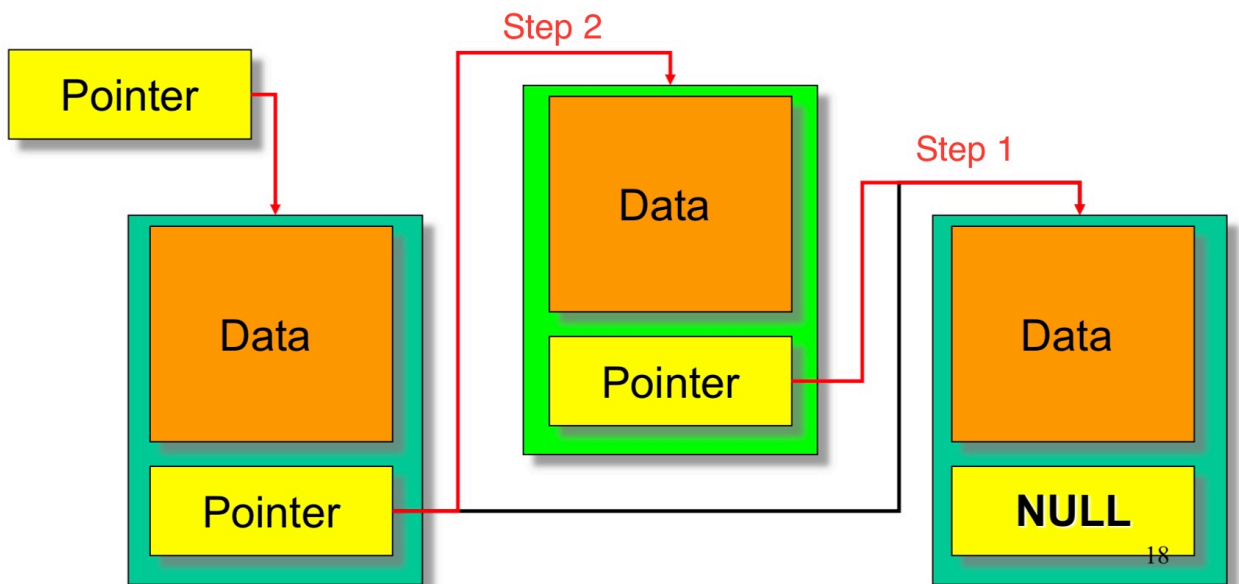 Step 2
Pointer
Step 1
Data
Data
Data
Pointer
Pointer
NULL
18